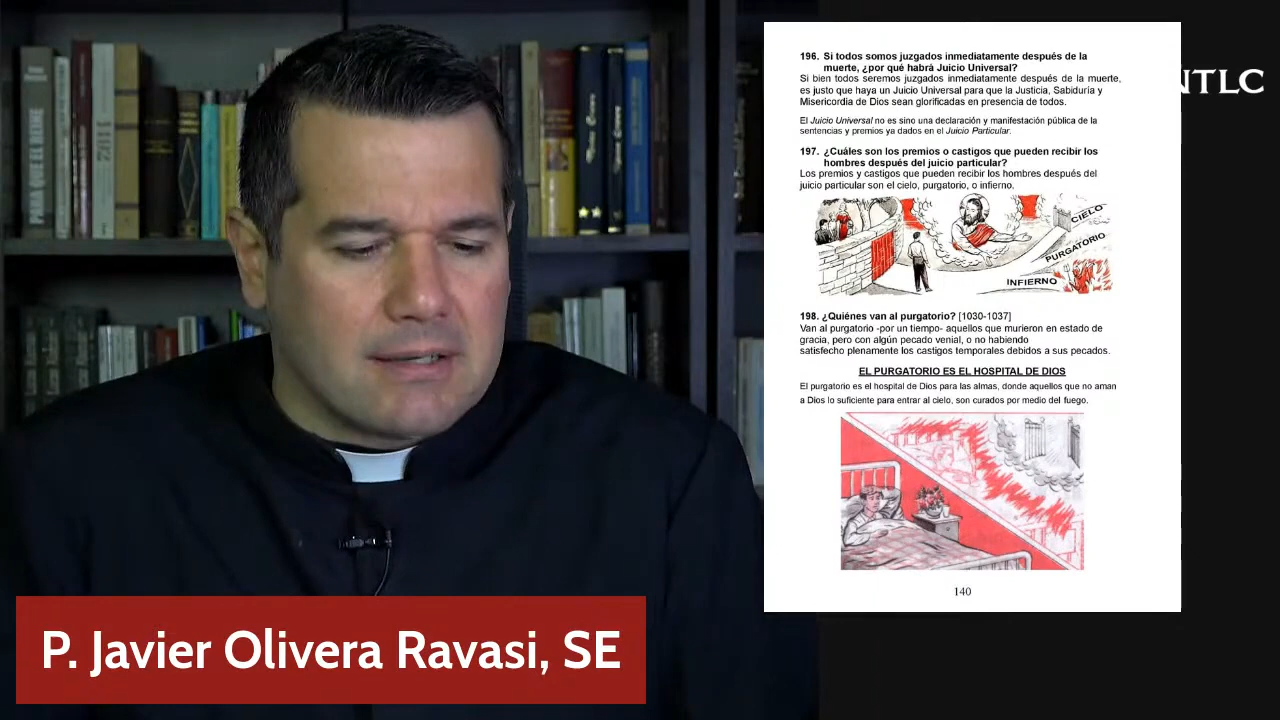 PARA QUE EL REINE
NTLC
196. Si todos somos juzgados inmediatamente después de la
muerte, ¿por qué habrá Juicio Universal?
Si bien todos seremos juzgados inmediatamente después de la muerte,
es justo que haya un Juicio Universal para que la Justicia, Sabiduría y
Misericordia de Dios sean glorificadas en presencia de todos.
El Juicio Universal no es sino una declaración y manifestación pública de la
sentencias y premios ya dados en el Juicio Particular.
197. ¿Cuáles son los premios o castigos que pueden recibir los
hombres después del juicio particular?
Los premios y castigos que pueden recibir los hombres después del
juicio particular son el cielo, purgatorio, o infierno.
CIELO
PURGATORIO
INFIERNO
198. ¿Quiénes van al purgatorio? [1030-1037]
Van al purgatorio -por un tiempo- aquellos que murieron en estado de
gracia, pero con algún pecado venial, o no habiendo
satisfecho plenamente los castigos temporales debidos a sus pecados.
EL PURGATORIO ES EL HOSPITAL DE DIOS
El purgatorio es el hospital de Dios para las almas, donde aquellos que no aman
a Dios lo suficiente para entrar al cielo, son curados por medio del fuego.
140
P. Javier Olivera Ravasi, SE